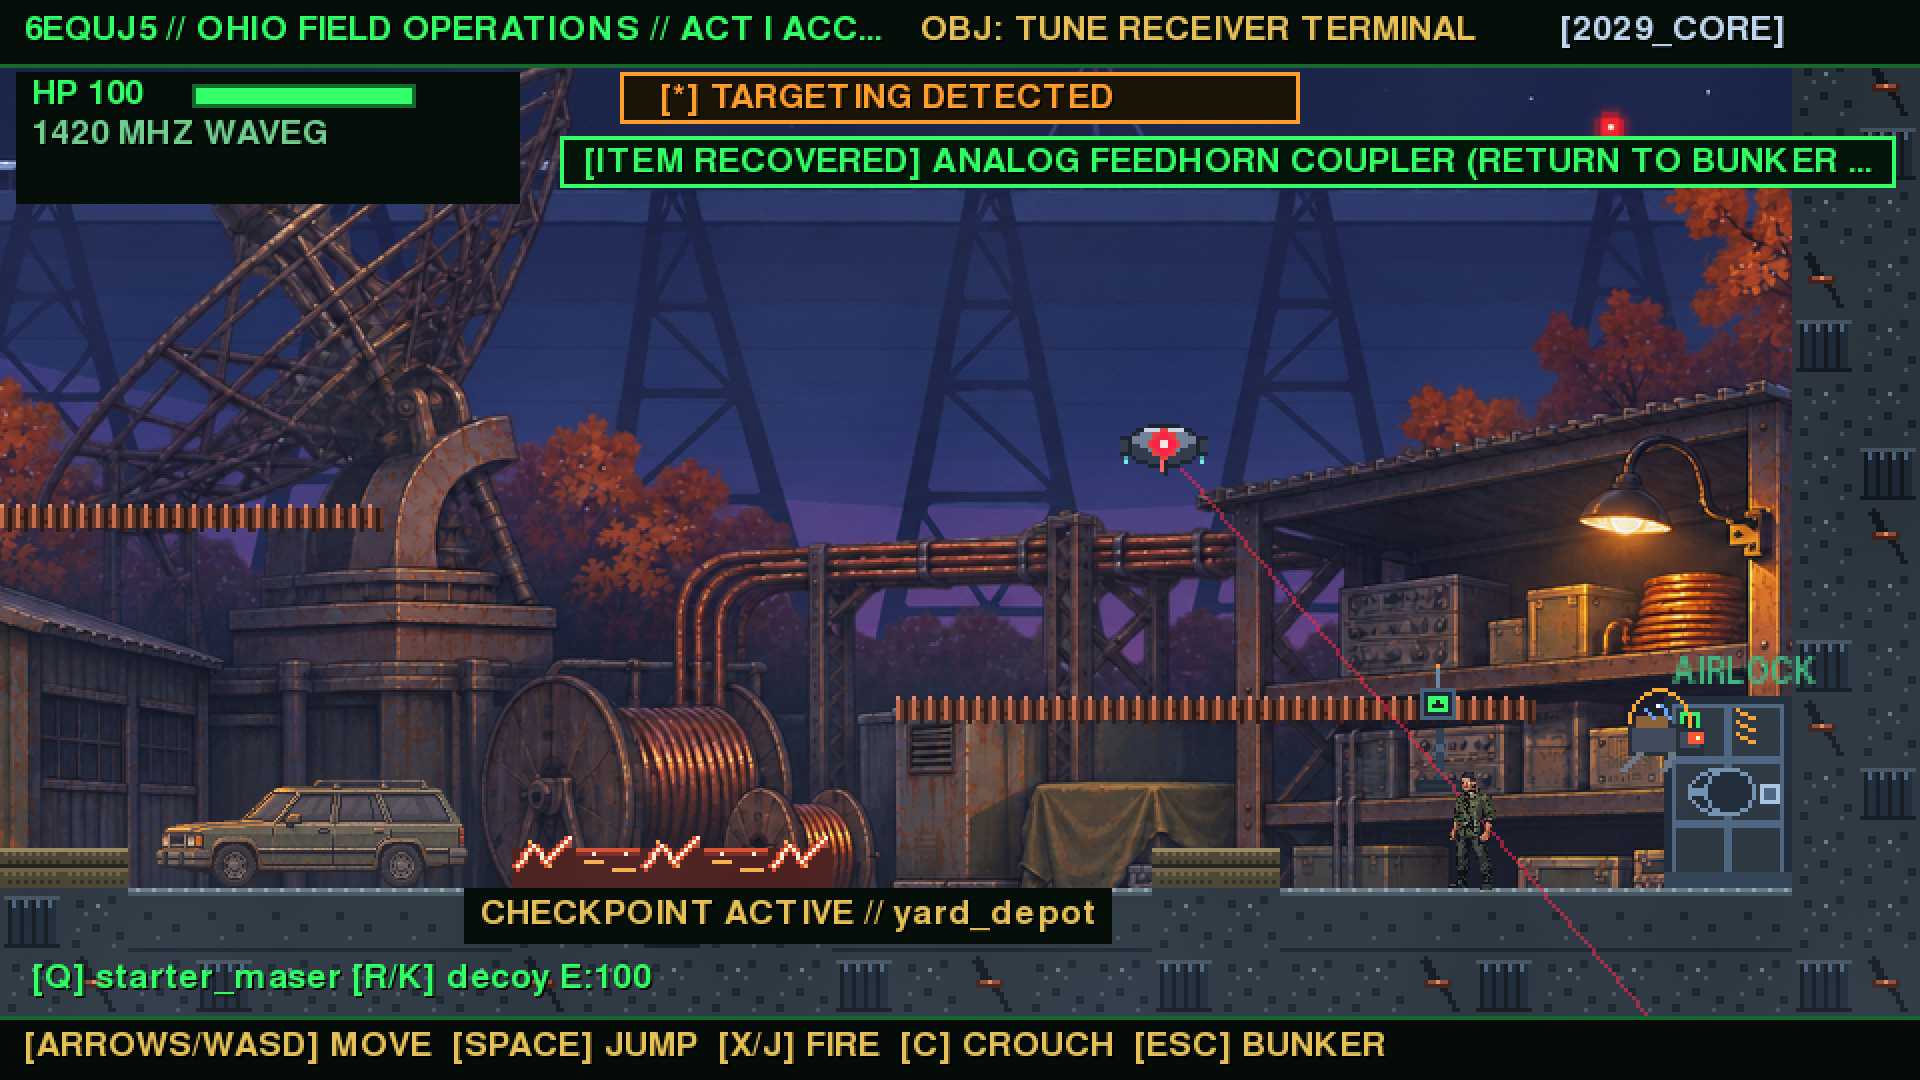 6EQUJ5 // OHIO FIELD OPERATIONS // ACT I ACC... OBJ: TUNE RECEIVER TERMINAL [2029_CORE]
HP 100
[*] TARGETING DETECTED
1420 MHZ WAVEG
[ITEM RECOVERED] ANALOG FEEDHORN COUPLER (RETURN TO BUNKER ...
AIRLOCK
CHECKPOINT ACTIVE // yard_depot
[Q] starter_maser [R/K] decoy E:100
[ARROWS/WASD] MOVE [SPACE] JUMP [X/J] FIRE [C] CROUCH [ESC] BUNKER